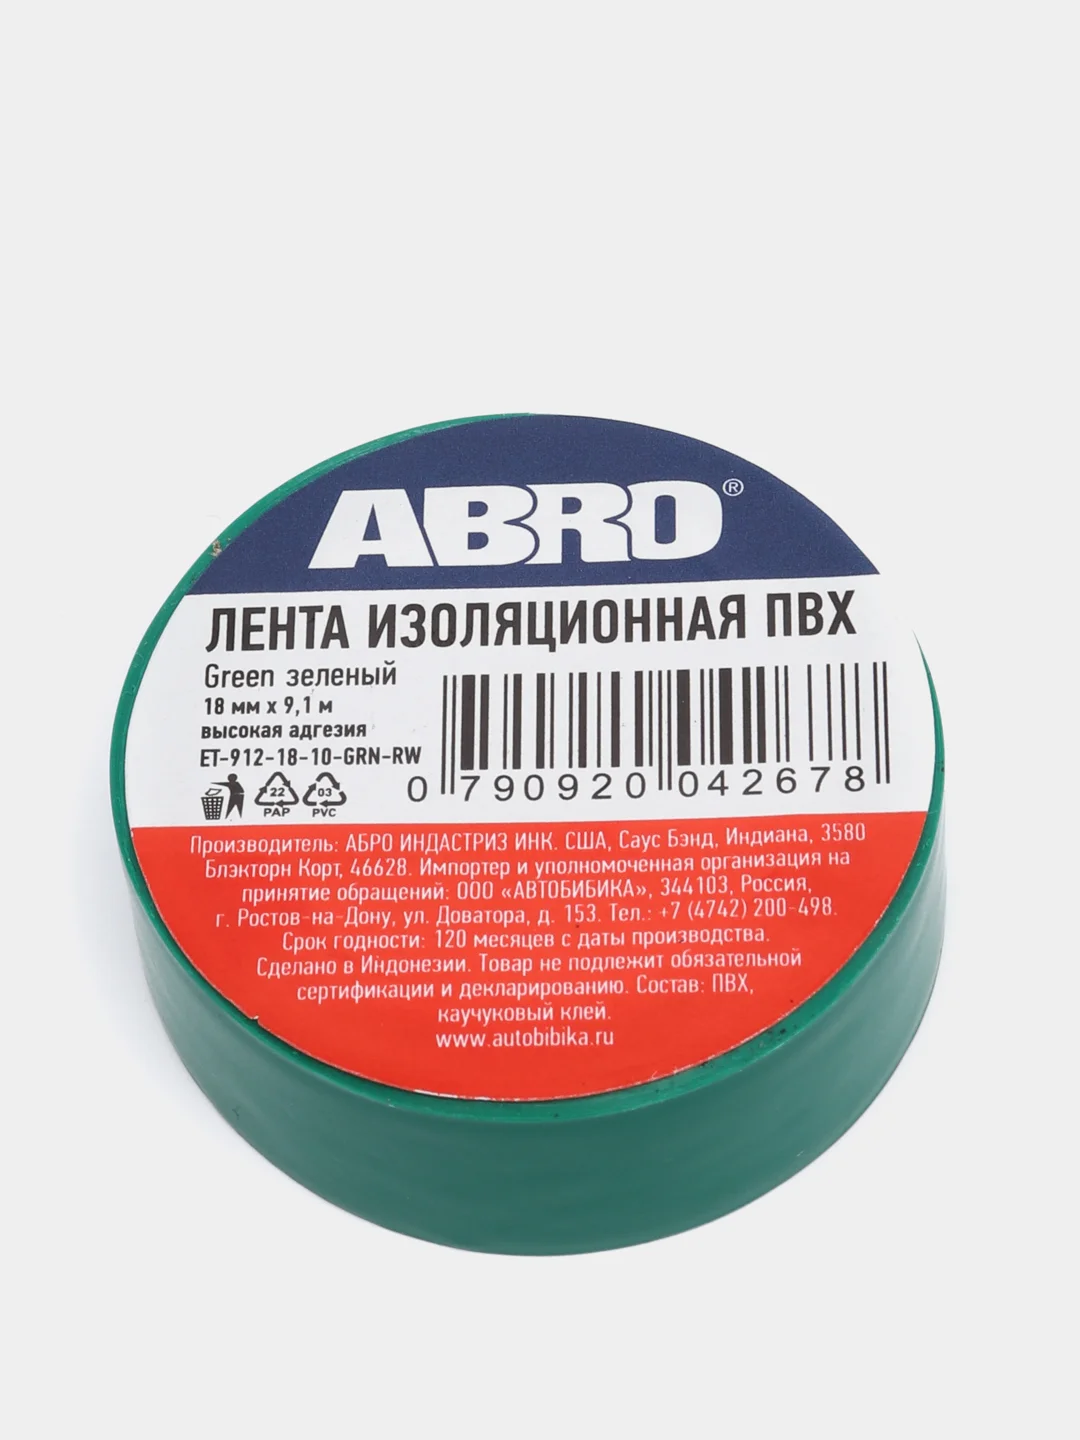 ABRO®
ЛЕНТА ИЗОЛЯЦИОННАЯ ПВХ
Green зеленый
18 мм x 9,1 м
высокая адгезия
ET-912-18-10-GRN-RW
22
PAP
03
PVC
0 790920 042678
Производитель: АБРО ИНДАСТРИЗ ИНК. США, Саус Бэнд, Индиана, 3580
Блэкторн Корт, 46628. Импортер и уполномоченная организация на
принятие обращений: ООО «АВТОБИБИКА», 344103, Россия,
г. Ростов-на-Дону, ул. Доватора, д. 153. Тел.: +7 (4742) 200-498.
Срок годности: 120 месяцев с даты производства.
Сделано в Индонезии. Товар не подлежит обязательной
сертификации и декларированию. Состав: ПВХ,
каучуковый клей.
www.autobibika.ru